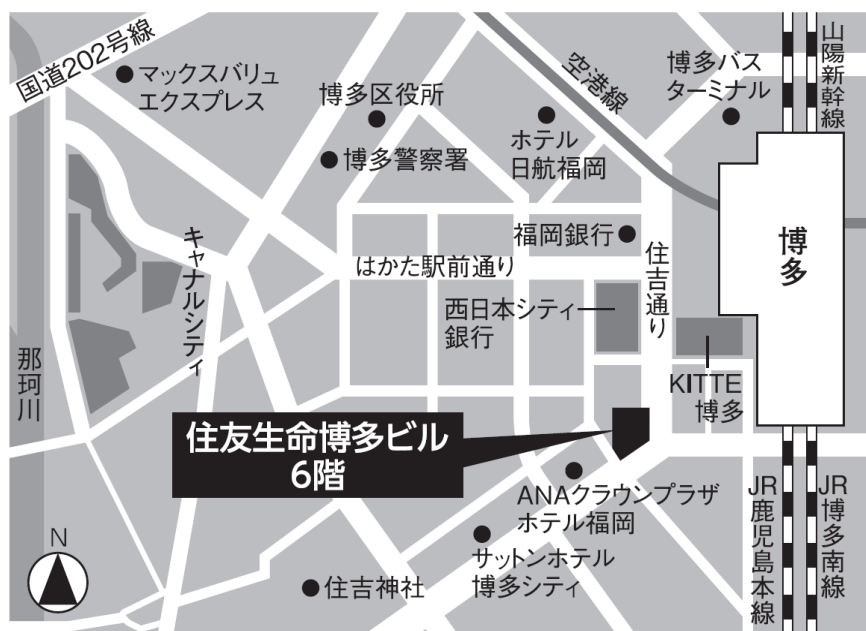 国道202号線
マックスバリュ
エクスプレス
博多区役所
博多警察署
ホテル
日航福岡
空港線
博多バス
ターミナル
山陽新幹線
福岡銀行
住吉通り
博多
キャナルシティ
はかた駅前通り
西日本シティ
銀行
KITTE
博多
那珂川
住友生命博多ビル
6階
ANAクラウンプラザ
ホテル福岡
サットンホテル
博多シティ
住吉神社
JR鹿児島本線
JR博多南線
N